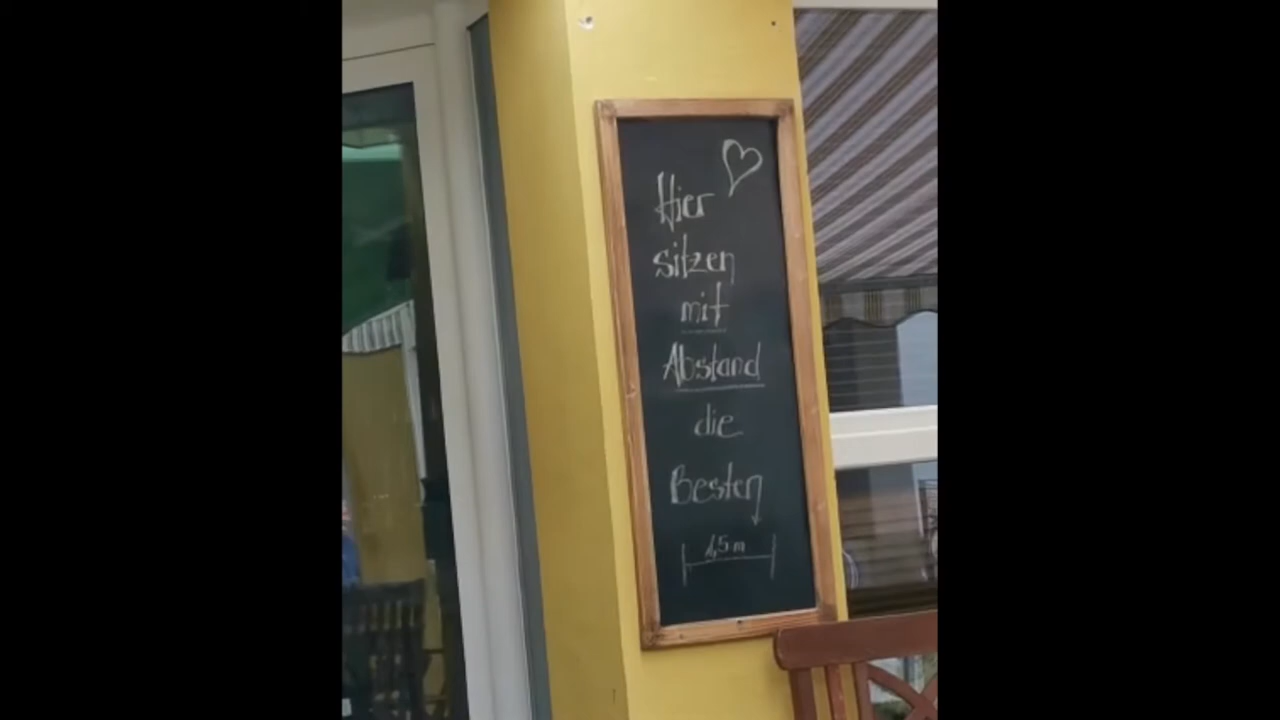 Hier
sitzen
mit
Abstand
die
Besten
1,5 m